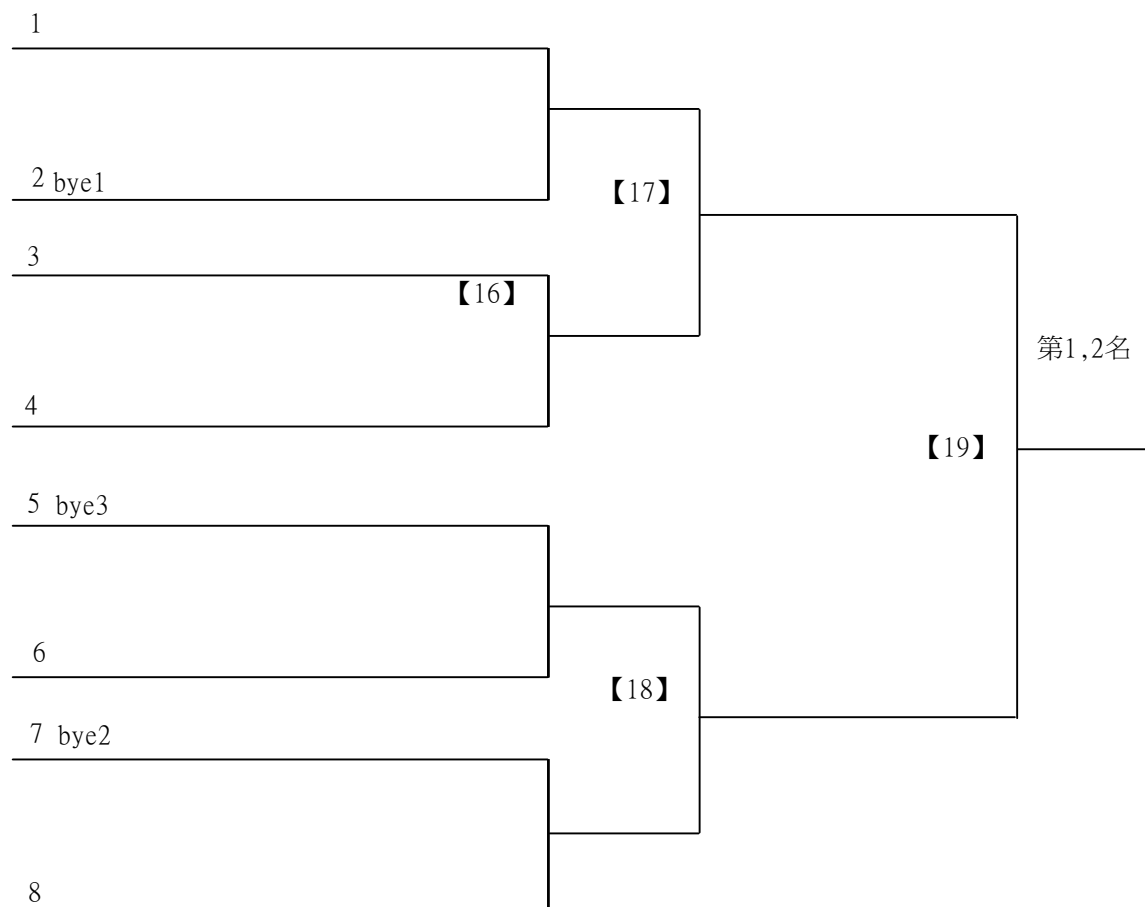 1
2 bye1
【17】
3
【16】
第1,2名
4
【19】
5 bye3
6
【18】
7 bye2
8